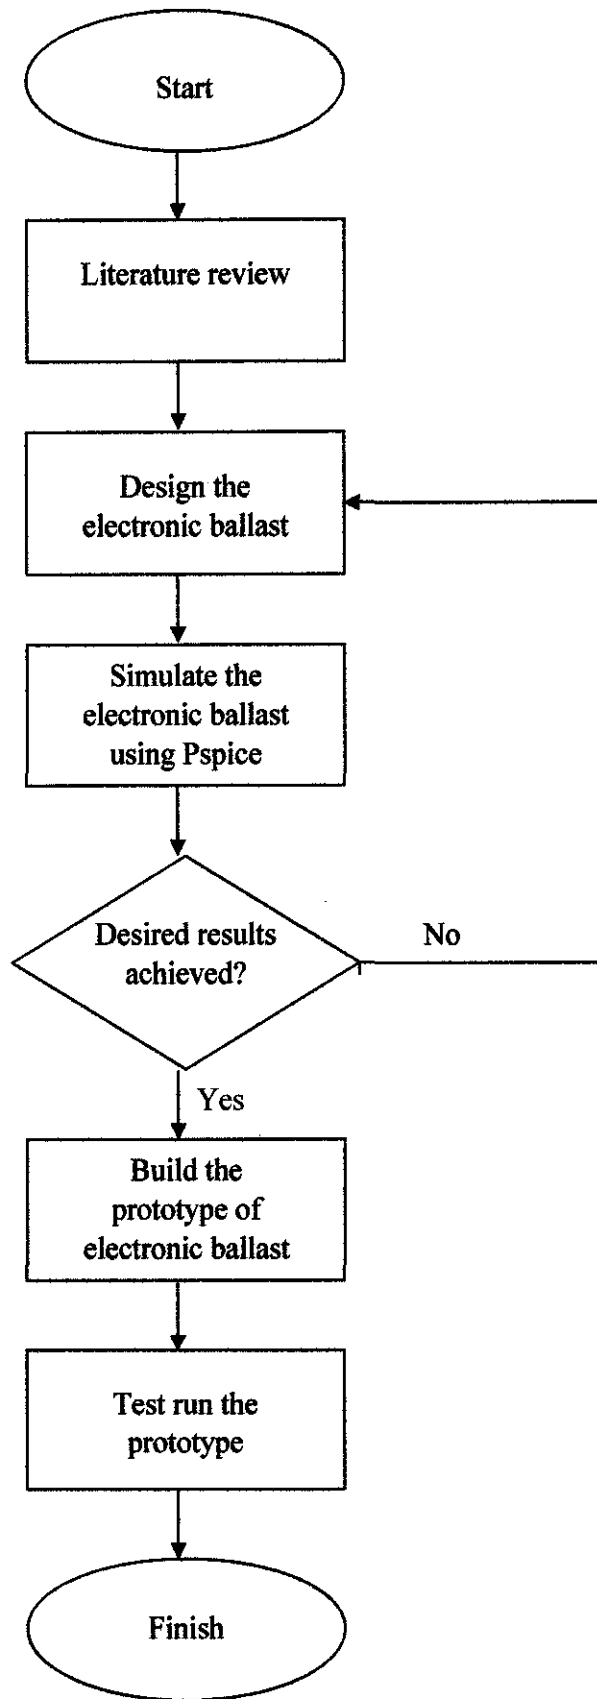 Start
Literature review
Design the
electronic ballast
Simulate the
electronic ballast
using Pspice
Desired results
achieved?
No
Yes
Build the
prototype of
electronic ballast
Test run the
prototype
Finish